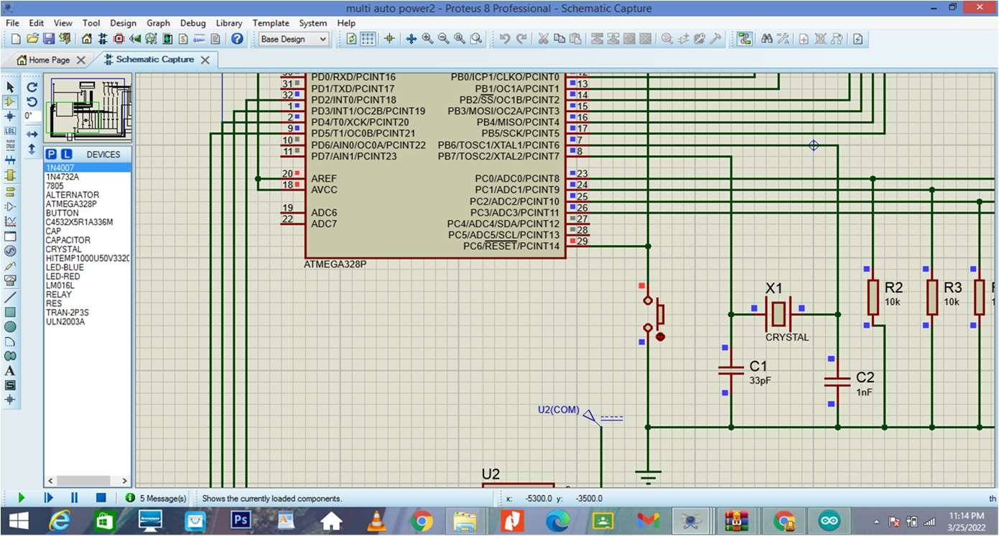 multi auto power2 - Proteus 8 Professional - Schematic Capture
File Edit View Tool Design Graph Debug Library Template System Help
Base Design
Home Page Schematic Capture
0°
LBL
P L DEVICES
1N4007
1N4732A
7805
ALTERNATOR
ATMEGA328P
BUTTON
C4532X5R1A336M
CAP
CAPACITOR
CRYSTAL
HITEMP1000U50V332C
LED-BLUE
LED-RED
LM016L
RELAY
RES
TRAN-2P3S
ULN2003A
PD0/RXD/PCINT16 PB0/ICP1/CLKO/PCINT0
31 PD1/TXD/PCINT17 PB1/OC1A/PCINT1 13
32 PD2/INT0/PCINT18 PB2/SS/OC1B/PCINT2 14
1 PD3/INT1/OC2B/PCINT19 PB3/MOSI/OC2A/PCINT3 15
2 PD4/T0/XCK/PCINT20 PB4/MISO/PCINT4 16
9 PD5/T1/OC0B/PCINT21 PB5/SCK/PCINT5 17
10 PD6/AIN0/OC0A/PCINT22 PB6/TOSC1/XTAL1/PCINT6 7
11 PD7/AIN1/PCINT23 PB7/TOSC2/XTAL2/PCINT7 8
20 AREF PC0/ADC0/PCINT8 23
18 AVCC PC1/ADC1/PCINT9 24
PC2/ADC2/PCINT10 25
19 ADC6 PC3/ADC3/PCINT11 26
22 ADC7 PC4/ADC4/SDA/PCINT12 27
PC5/ADC5/SCL/PCINT13 28
PC6/RESET/PCINT14 29
ATMEGA328P
X1
CRYSTAL
R2
10k
R3
10k
C1
33pF
C2
1nF
U2(COM)
U2
5 Message(s) Shows the currently loaded components. x: -5300.0 y: -3500.0 th
Ps
11:14 PM
3/25/2022